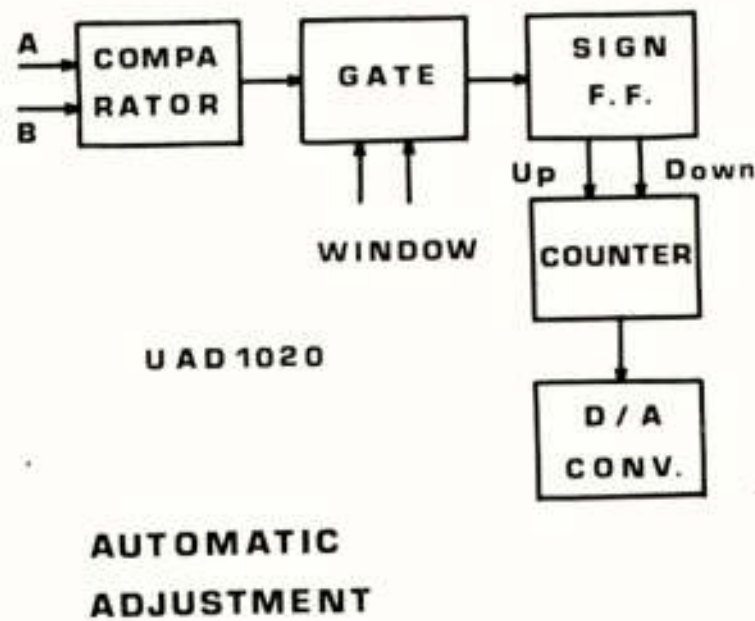 A
B
COMPA
RATOR
GATE
SIGN
F.F.
Up
Down
WINDOW
COUNTER
UAD1020
D/A
CONV.
AUTOMATIC
ADJUSTMENT